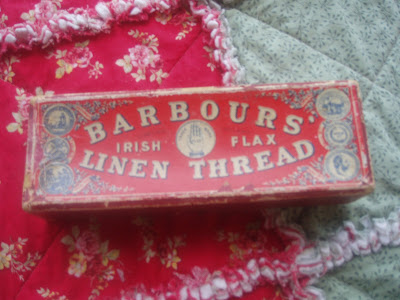 BARBOURS'
IRISH FLAX
LINEN THREAD